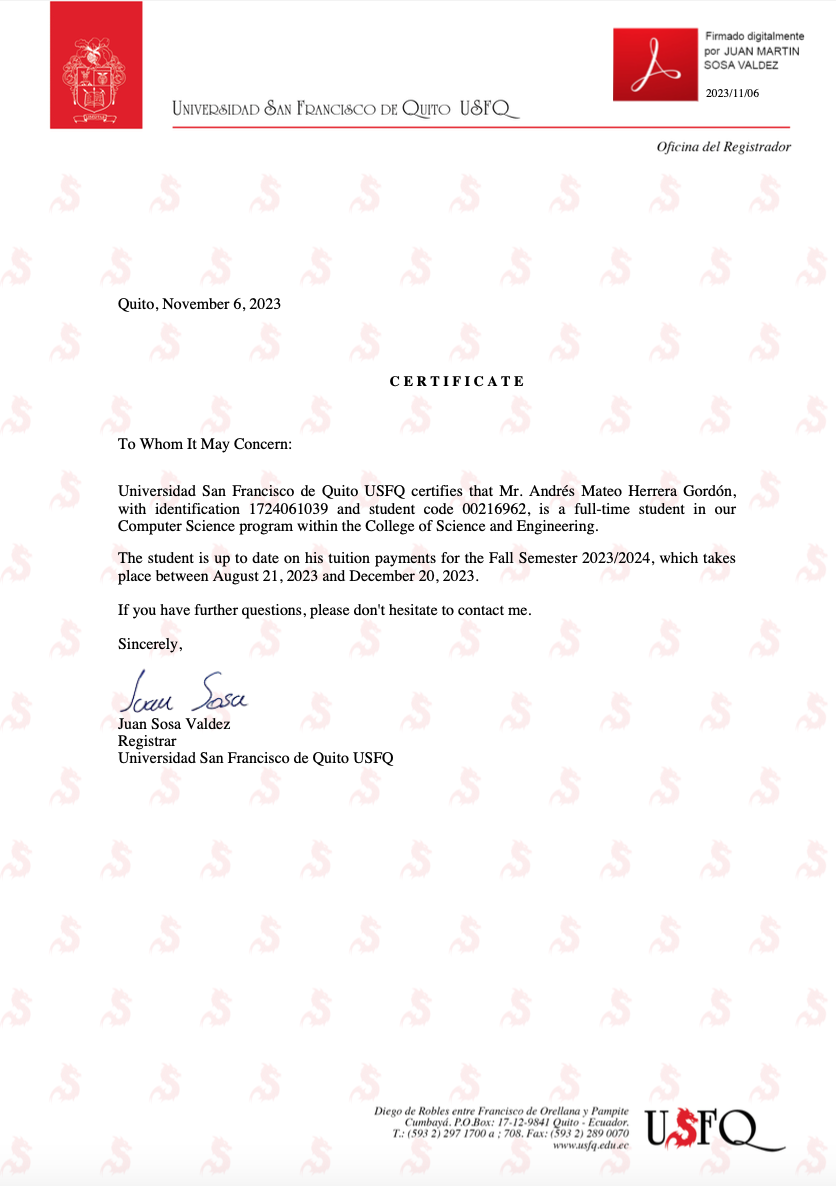 Firmado digitalmente
por JUAN MARTIN
SOSA VALDEZ
2023/11/06
UNIVERSIDAD SAN FRANCISCO DE QUITO USFQ
Oficina del Registrador
Quito, November 6, 2023
C E R T I F I C A T E
To Whom It May Concern:
Universidad San Francisco de Quito USFQ certifies that Mr. Andrés Mateo Herrera Gordón,
with identification 1724061039 and student code 00216962, is a full-time student in our
Computer Science program within the College of Science and Engineering.
The student is up to date on his tuition payments for the Fall Semester 2023/2024, which takes
place between August 21, 2023 and December 20, 2023.
If you have further questions, please don't hesitate to contact me.
Sincerely,
Juan Sosa
Juan Sosa Valdez
Registrar
Universidad San Francisco de Quito USFQ
Diego de Robles entre Francisco de Orellana y Pampite
Cumbayá. P.O.Box: 17-12-9841 Quito - Ecuador.
T.: (593 2) 297 1700 a ; 708. Fax: (593 2) 289 0070
www.usfq.edu.ec
USFQ